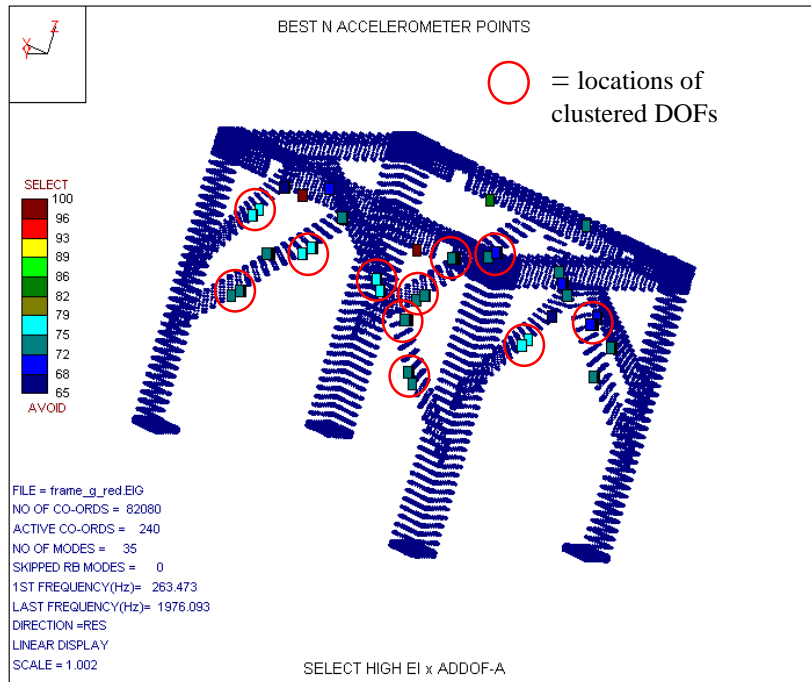 BEST N ACCELEROMETER POINTS
Z
X
Y
= locations of
clustered DOFs
SELECT
100
96
93
89
86
82
79
75
72
68
65
AVOID
FILE = frame_g_red.EIG
NO OF CO-ORDS = 82080
ACTIVE CO-ORDS = 240
NO OF MODES = 35
SKIPPED RB MODES = 0
1ST FREQUENCY(Hz)= 263.473
LAST FREQUENCY(Hz)= 1976.093
DIRECTION =RES
LINEAR DISPLAY
SCALE = 1.002
SELECT HIGH EI x ADDOF-A